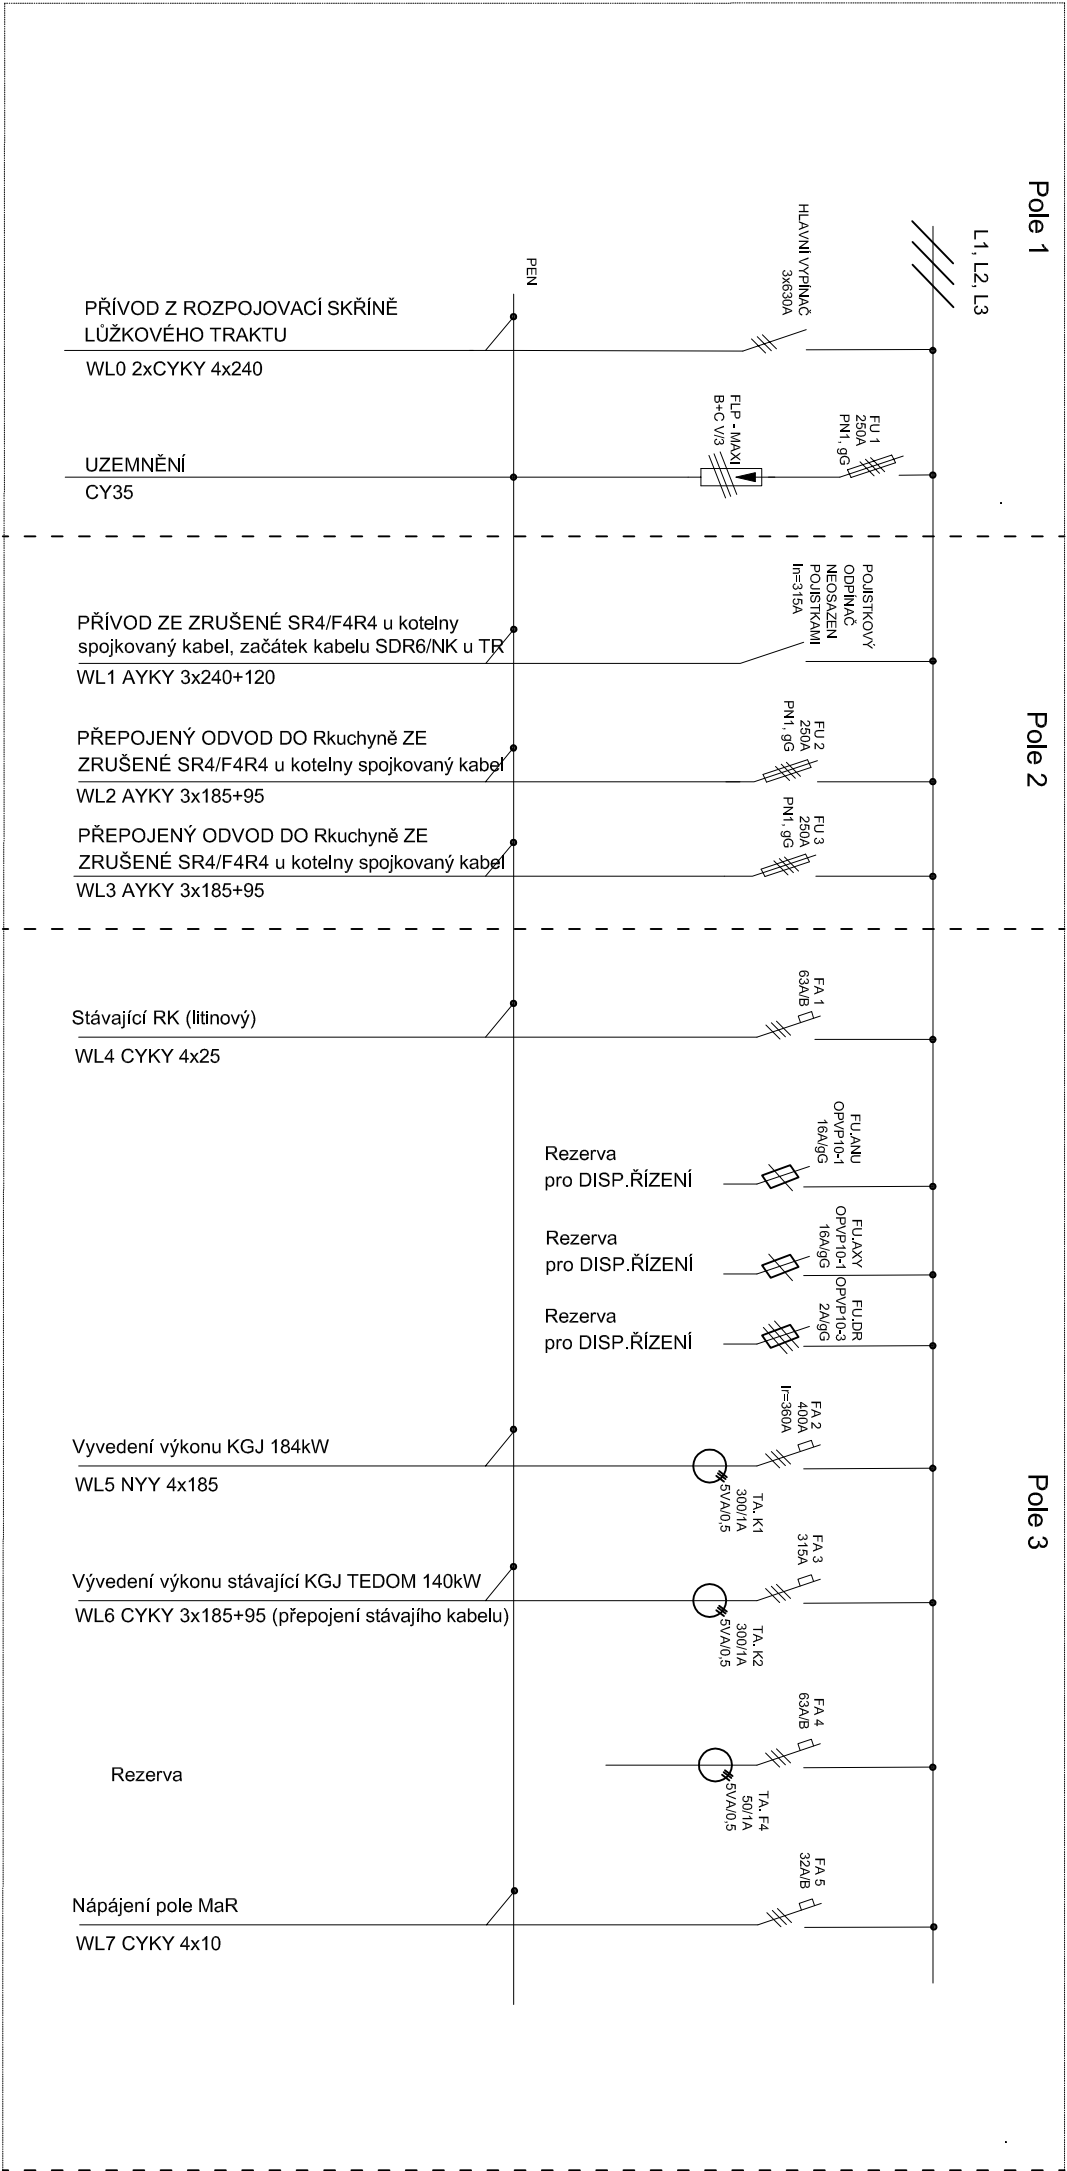 Pole 1
L1, L2, L3
HLAVNÍ VYPÍNAČ
3x630A
PEN
PŘÍVOD Z ROZPOJOVACÍ SKŘÍNĚ
LŮŽKOVÉHO TRAKTU
WL0 2xCYKY 4x240
FU 1
250A
PN1, gG
FLP - MAXI
B+C V/3
UZEMNĚNÍ
CY35
Pole 2
POJISTKOVÝ
ODPÍNAČ
NEOSAZEN
POJISTKAMI
In=315A
PŘÍVOD ZE ZRUŠENÉ SR4/F4R4 u kotelny
spojkovaný kabel, začátek kabelu SDR6/NK u TR
WL1 AYKY 3x240+120
FU 2
250A
PN1, gG
PŘEPOJENÝ ODVOD DO Rkuchyně ZE
ZRUŠENÉ SR4/F4R4 u kotelny spojkovaný kabel
WL2 AYKY 3x185+95
FU 3
250A
PN1, gG
PŘEPOJENÝ ODVOD DO Rkuchyně ZE
ZRUŠENÉ SR4/F4R4 u kotelny spojkovaný kabel
WL3 AYKY 3x185+95
Pole 3
FA 1
63A/B
Stávající RK (litinový)
WL4 CYKY 4x25
FU.ANU
OPVP10-1
16A/gG
Rezerva
pro DISP.ŘÍZENÍ
FU.AXY
OPVP10-1
16A/gG
Rezerva
pro DISP.ŘÍZENÍ
FU.DR
OPVP10-3
2A/gG
Rezerva
pro DISP.ŘÍZENÍ
FA 2
400A
Ir=360A
TA. K1
300/1A
5VA/0,5
Vyvedení výkonu KGJ 184kW
WL5 NYY 4x185
FA 3
315A
TA. K2
300/1A
5VA/0,5
Vývedení výkonu stávající KGJ TEDOM 140kW
WL6 CYKY 3x185+95 (přepojení stávajího kabelu)
FA 4
63A/B
TA. F4
50/1A
5VA/0,5
Rezerva
FA 5
32A/B
Nápájení pole MaR
WL7 CYKY 4x10